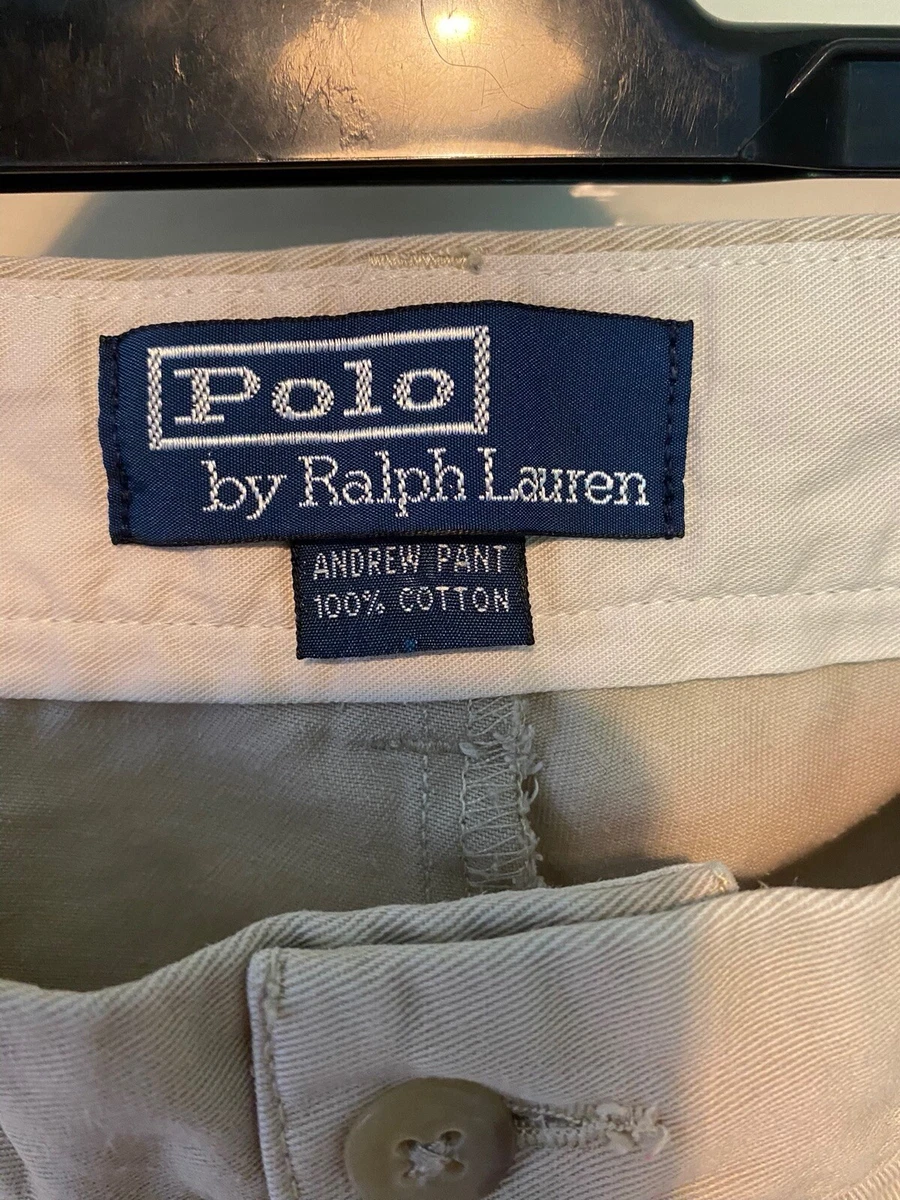 Polo
by Ralph Lauren
ANDREW PANT
100% COTTON